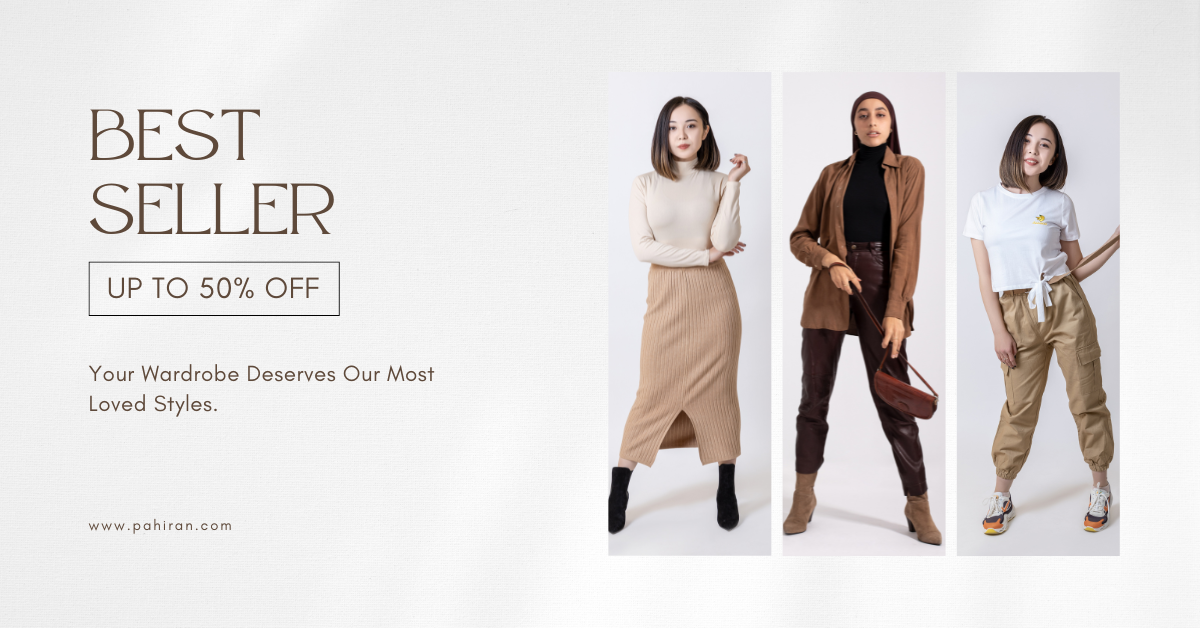 BEST
SELLER
UP TO 50% OFF
Your Wardrobe Deserves Our Most
Loved Styles.
www.pahiran.com